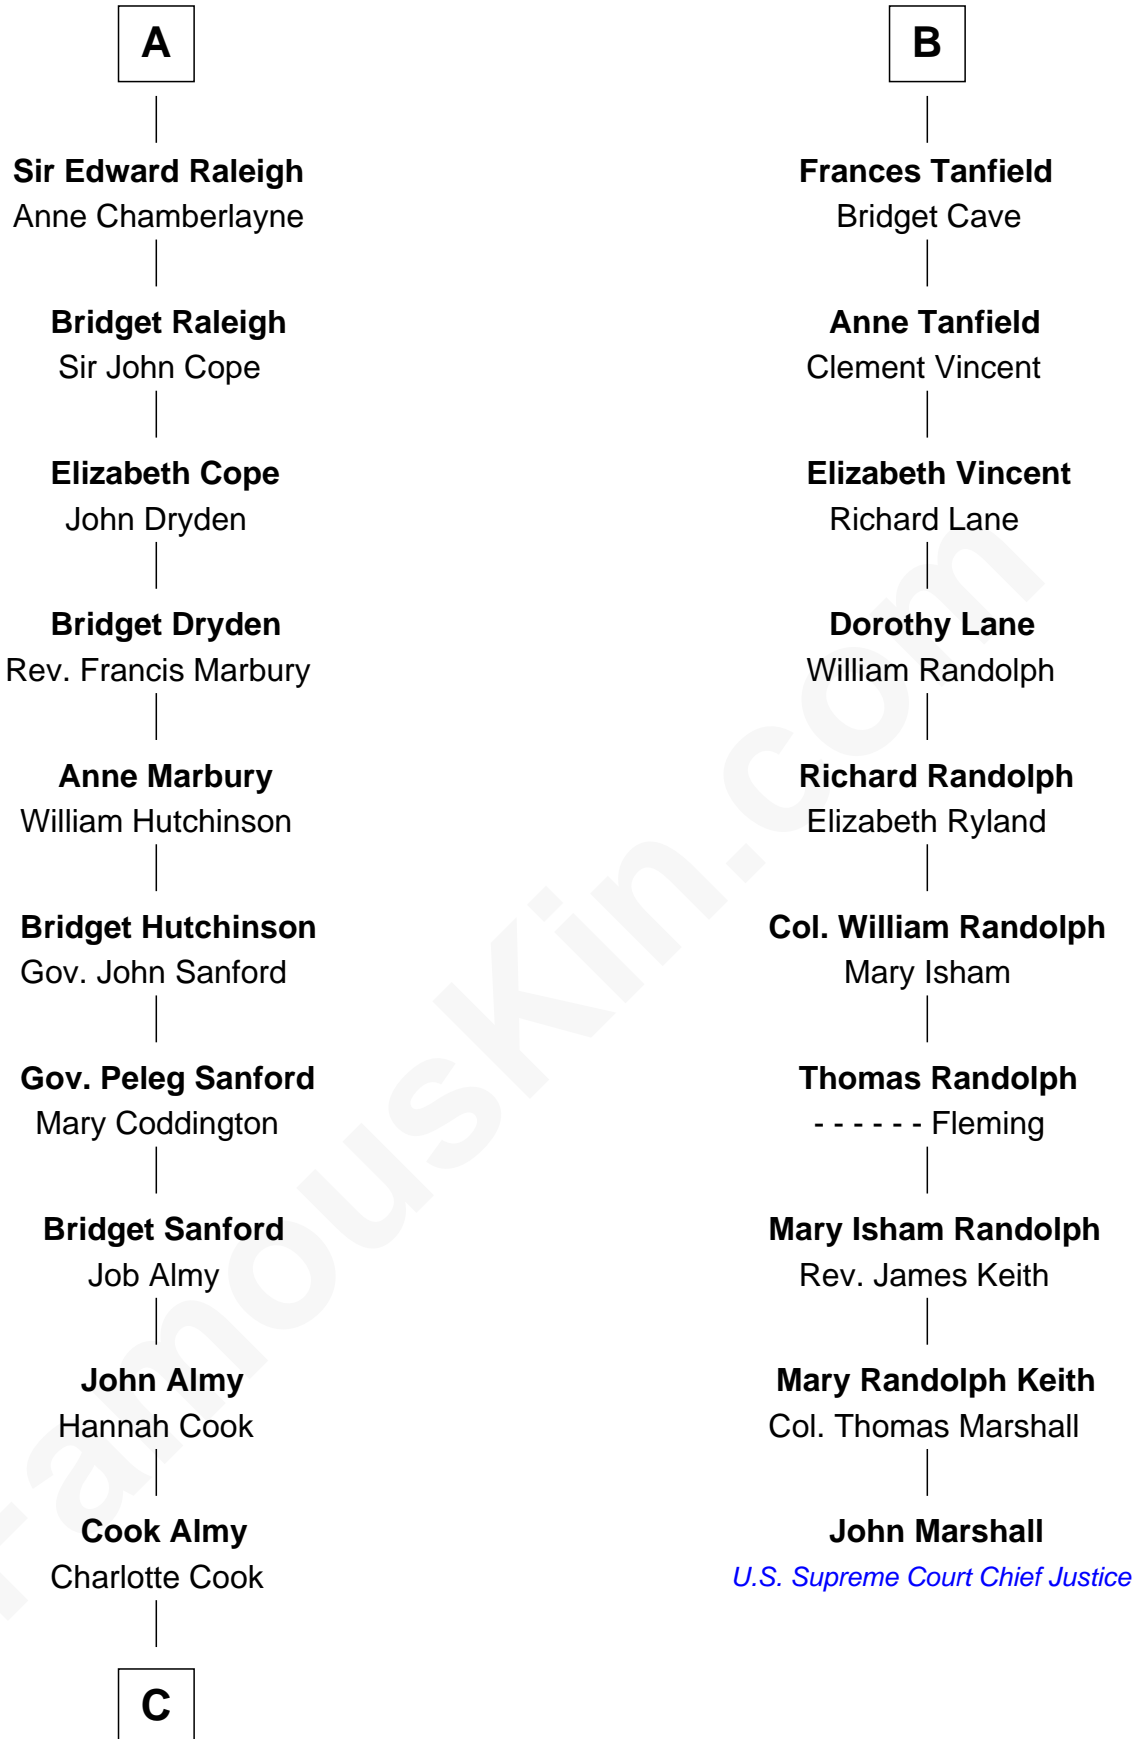 A
Sir Edward Raleigh
Anne Chamberlayne
Bridget Raleigh
Sir John Cope
Elizabeth Cope
John Dryden
Bridget Dryden
Rev. Francis Marbury
Anne Marbury
William Hutchinson
Bridget Hutchinson
Gov. John Sanford
Gov. Peleg Sanford
Mary Coddington
Bridget Sanford
Job Almy
John Almy
Hannah Cook
Cook Almy
Charlotte Cook
C
B
Frances Tanfield
Bridget Cave
Anne Tanfield
Clement Vincent
Elizabeth Vincent
Richard Lane
Dorothy Lane
William Randolph
Richard Randolph
Elizabeth Ryland
Col. William Randolph
Mary Isham
Thomas Randolph
- - - - - - Fleming
Mary Isham Randolph
Rev. James Keith
Mary Randolph Keith
Col. Thomas Marshall
John Marshall
U.S. Supreme Court Chief Justice
FamousKin.com